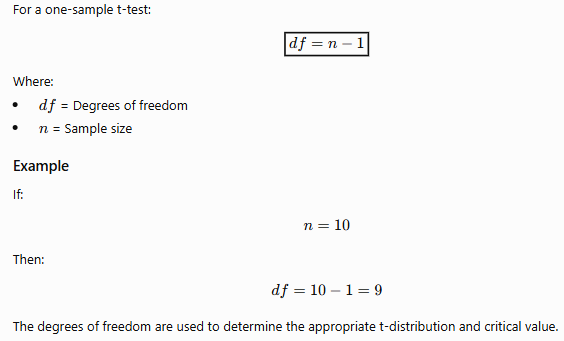 For a one-sample t-test:
df = n − 1
Where:
• df = Degrees of freedom
• n = Sample size
Example
If:
n = 10
Then:
df = 10 − 1 = 9
The degrees of freedom are used to determine the appropriate t-distribution and critical value.